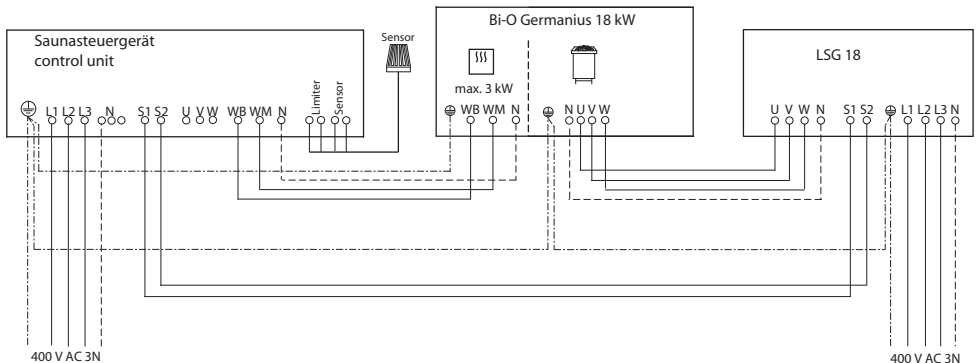 Saunasteuergerät
control unit
L1 L2 L3 N S1 S2 U V W WB WM N Limiter Sensor
Sensor
Bi-O Germanius 18 kW
max. 3 kW
WB WM N N U V W
LSG 18
U V W N S1 S2 L1 L2 L3 N
400 V AC 3N
400 V AC 3N